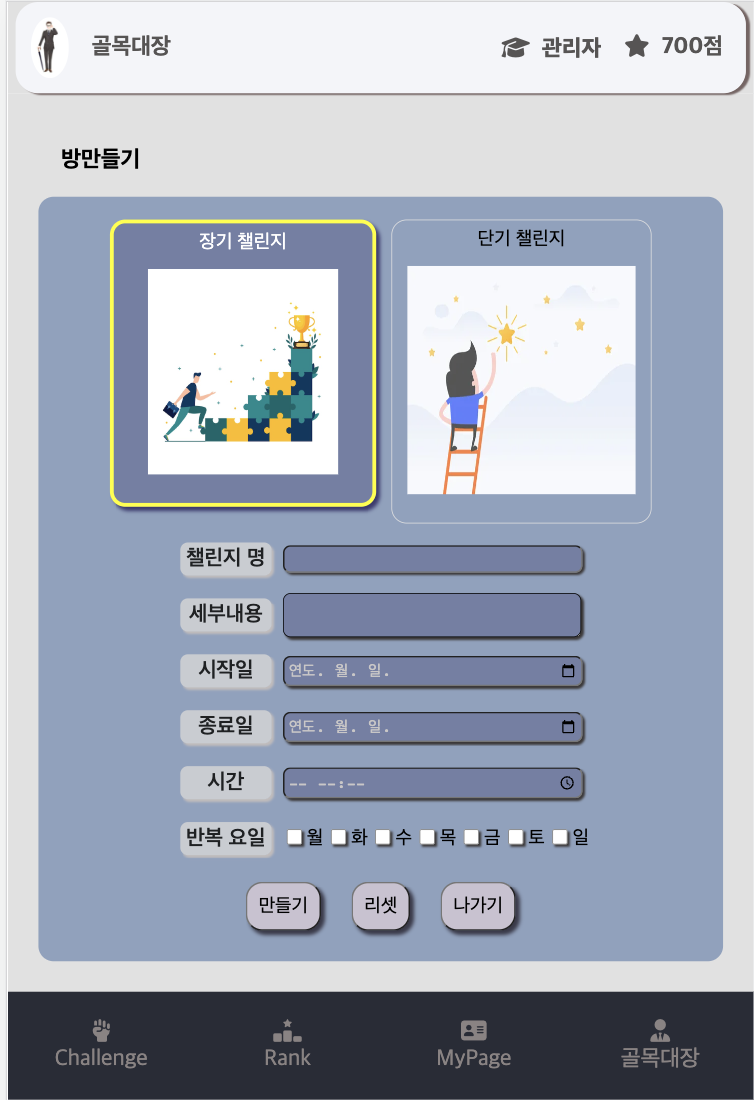 골목대장 관리자 700점
방만들기
장기 챌린지 단기 챌린지
챌린지 명
세부내용
시작일 연도. 월. 일.
종료일 연도. 월. 일.
시간 -- --:--
반복 요일 월 화 수 목 금 토 일
만들기 리셋 나가기
Challenge Rank MyPage 골목대장